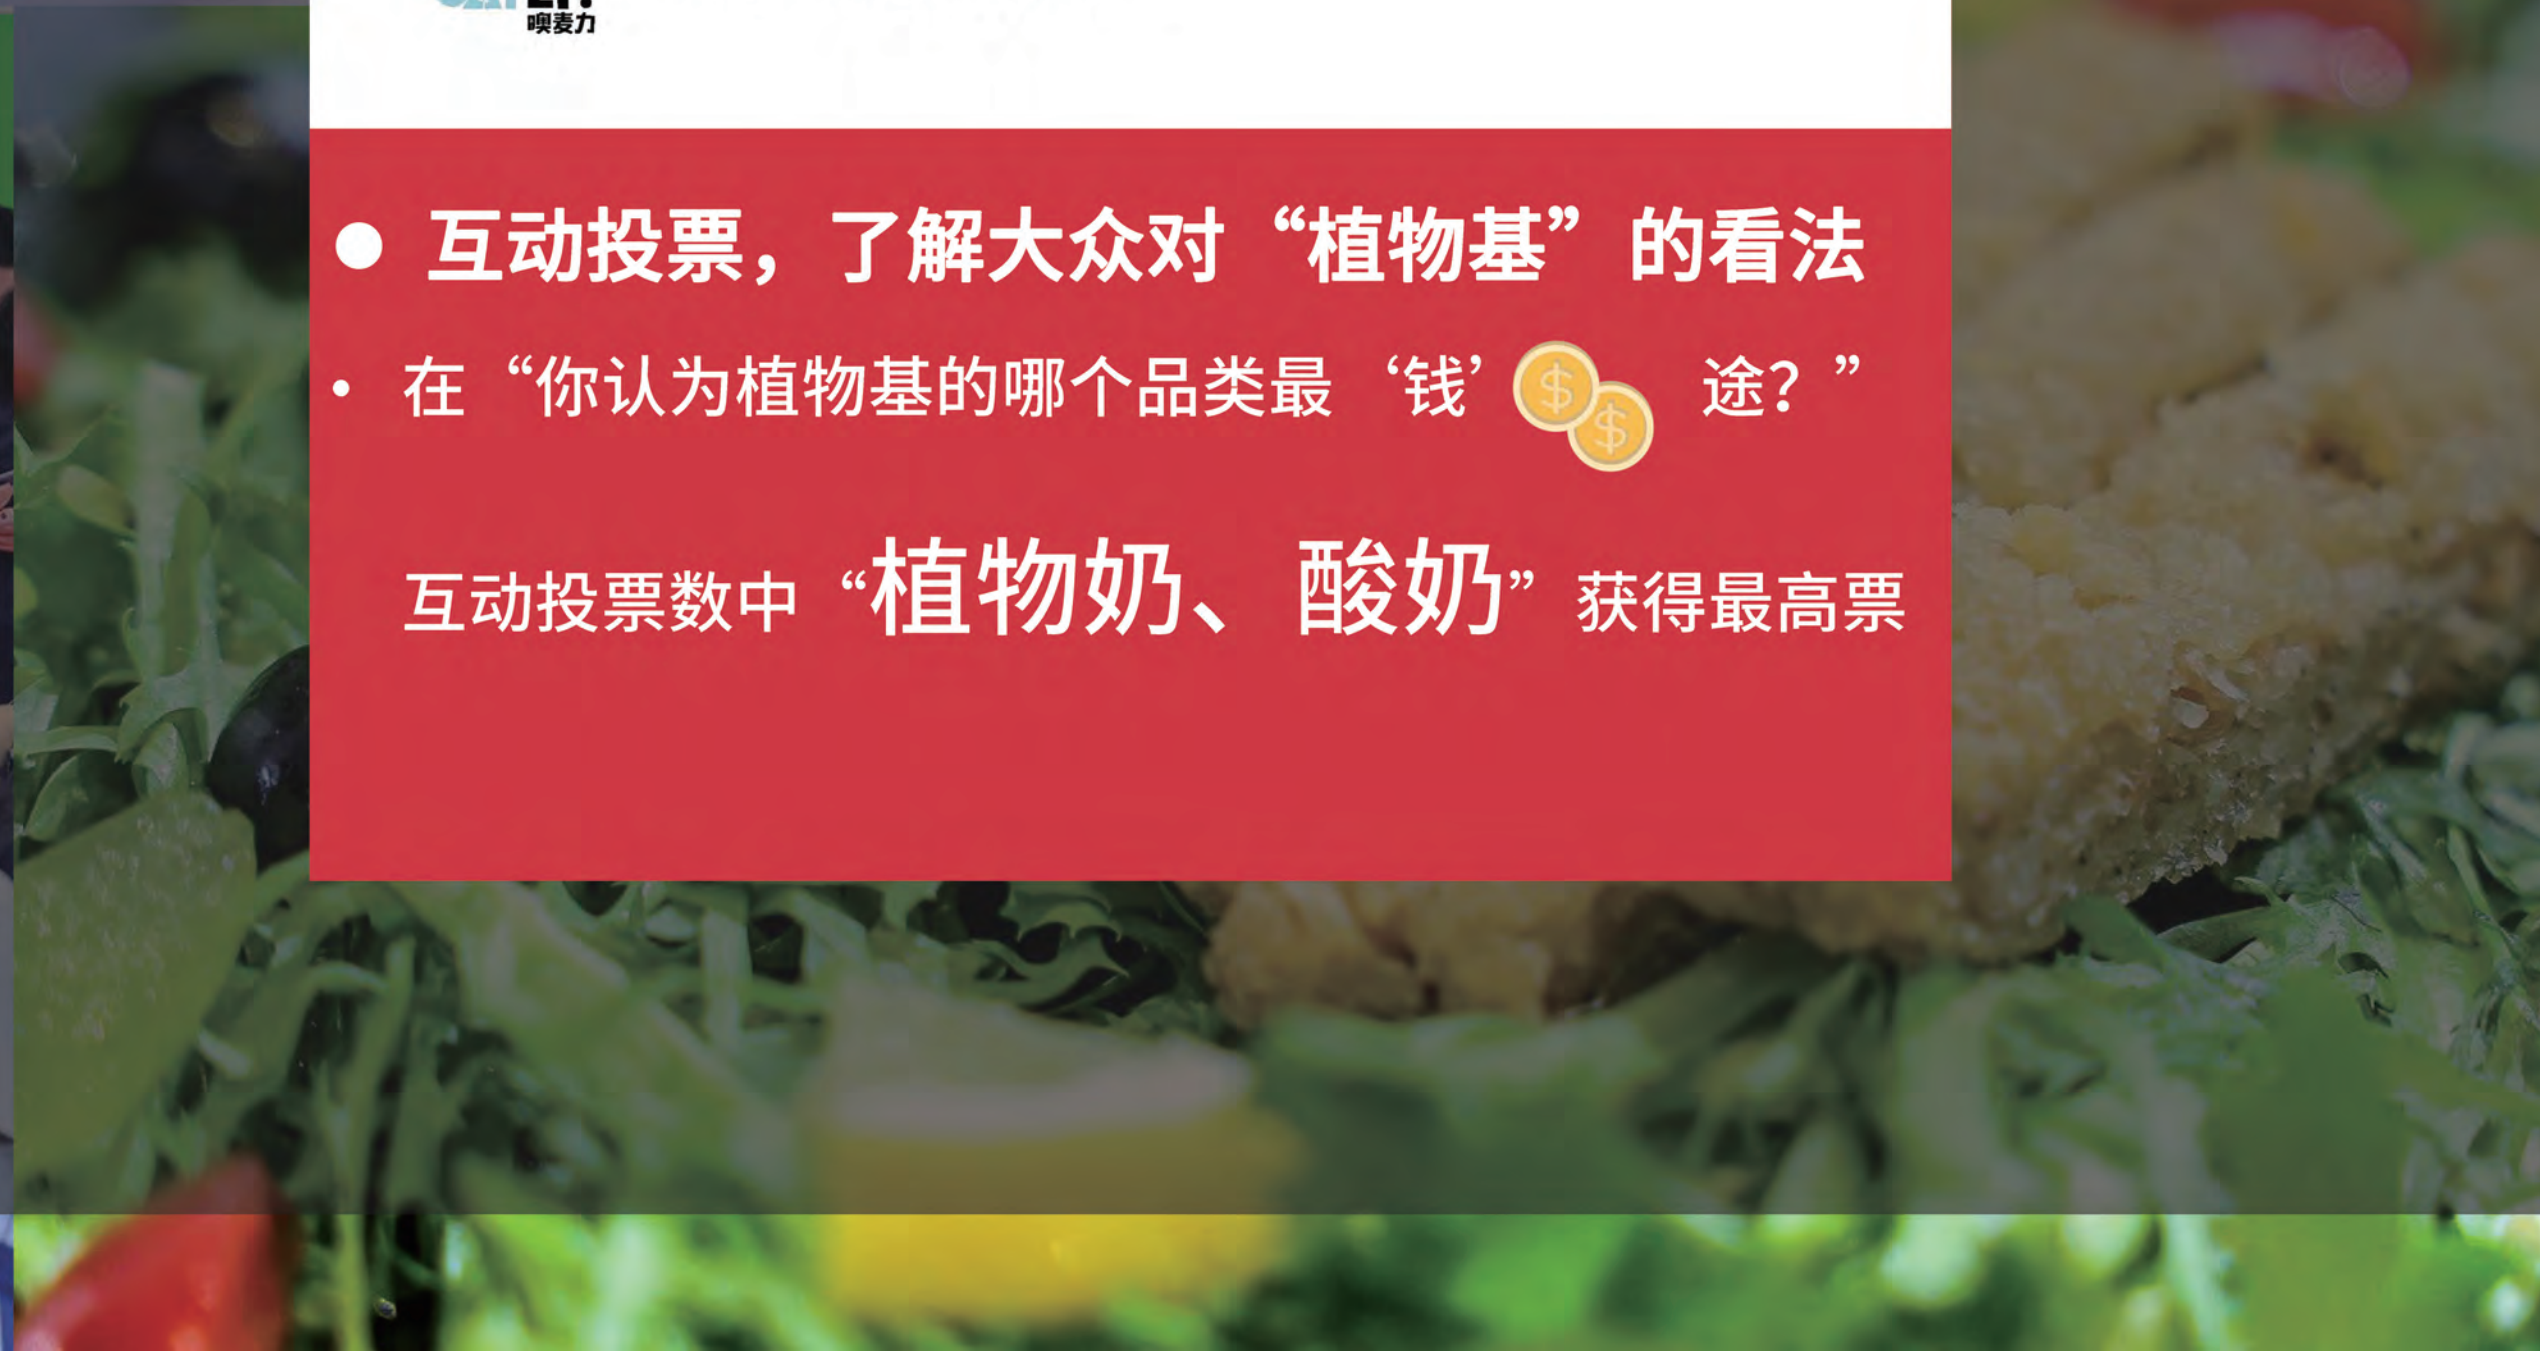 噢麦力
● 互动投票，了解大众对“植物基”的看法
• 在“你认为植物基的哪个品类最‘钱’途？”
互动投票数中“植物奶、酸奶”获得最高票